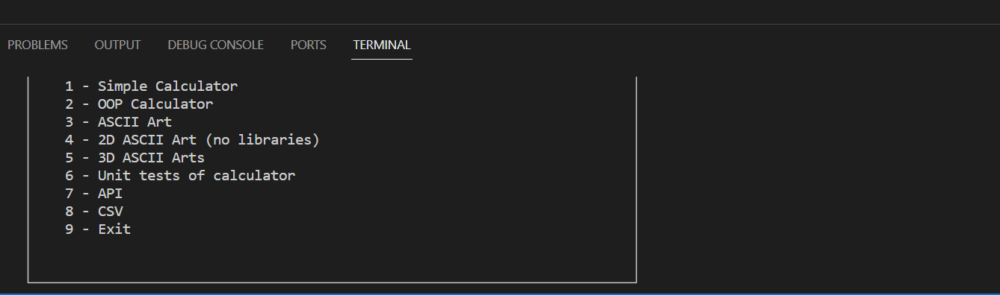 PROBLEMS OUTPUT DEBUG CONSOLE PORTS TERMINAL
1 - Simple Calculator
2 - OOP Calculator
3 - ASCII Art
4 - 2D ASCII Art (no libraries)
5 - 3D ASCII Arts
6 - Unit tests of calculator
7 - API
8 - CSV
9 - Exit